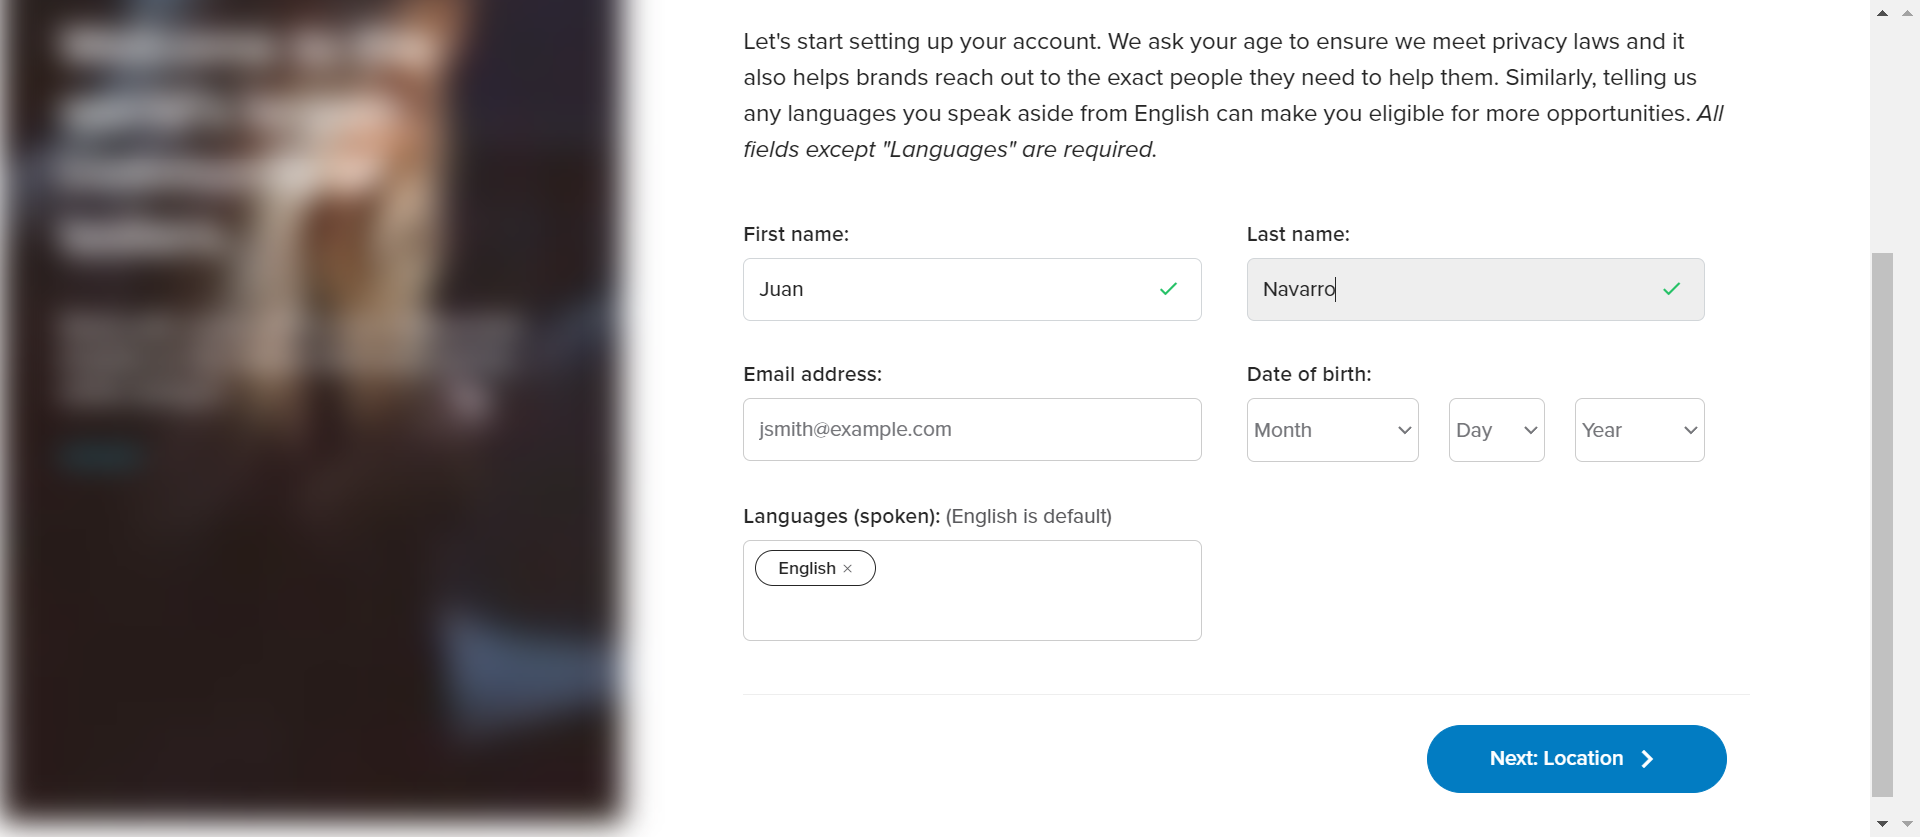 Let's start setting up your account. We ask your age to ensure we meet privacy laws and it
also helps brands reach out to the exact people they need to help them. Similarly, telling us
any languages you speak aside from English can make you eligible for more opportunities. All
fields except "Languages" are required.
First name:
Last name:
Juan
Navarro
Email address:
Date of birth:
jsmith@example.com
Month
Day
Year
Languages (spoken): (English is default)
English ×
Next: Location